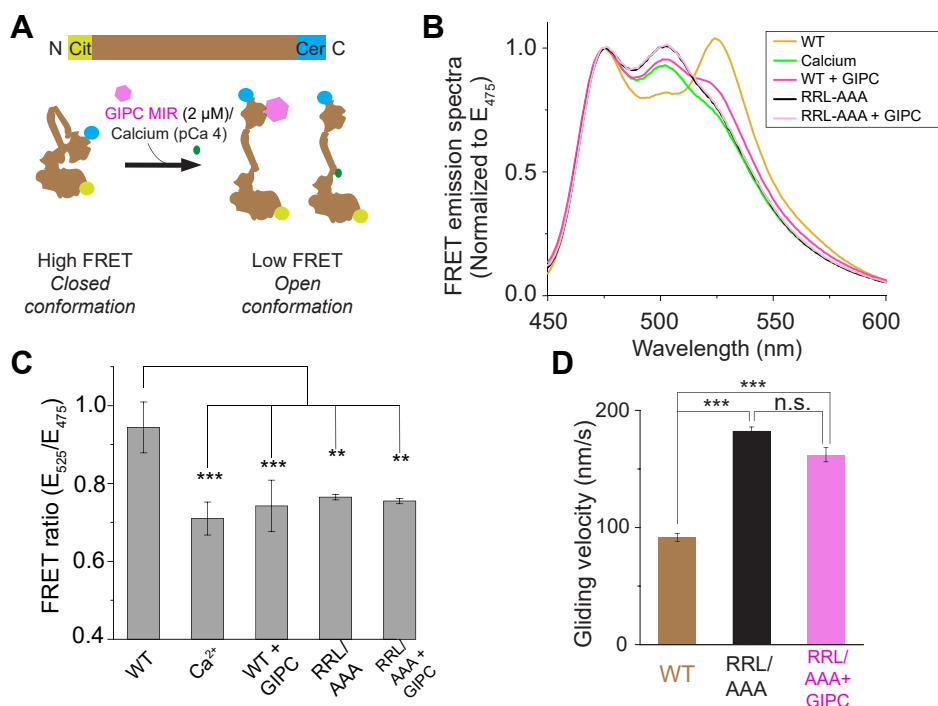 A
N Cit Cer C
GIPC MIR (2 µM)/
Calcium (pCa 4)
High FRET
Closed
conformation
Low FRET
Open
conformation
B
FRET emission spectra
(Normalized to E475)
1.0
0.5
0.0
450 500 550 600
Wavelength (nm)
WT
Calcium
WT + GIPC
RRL-AAA
RRL-AAA + GIPC
C
FRET ratio (E525/E475)
1.0
0.8
0.6
0.4
*** *** ** **
WT
Ca2+
WT +
GIPC
RRL/
AAA
RRL/
AAA +
GIPC
D
Gliding velocity (nm/s)
200
100
0
***
*** n.s.
WT
RRL/
AAA
RRL/
AAA+
GIPC